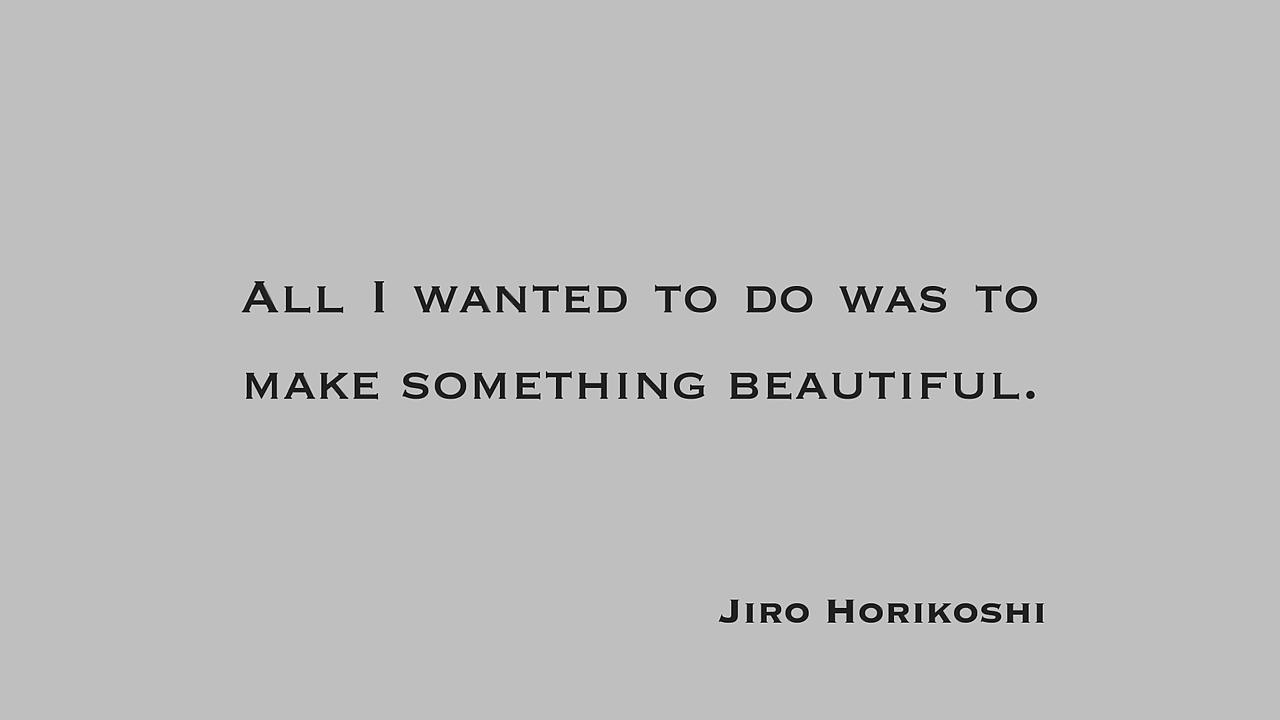 All I wanted to do was to
make something beautiful.
Jiro Horikoshi